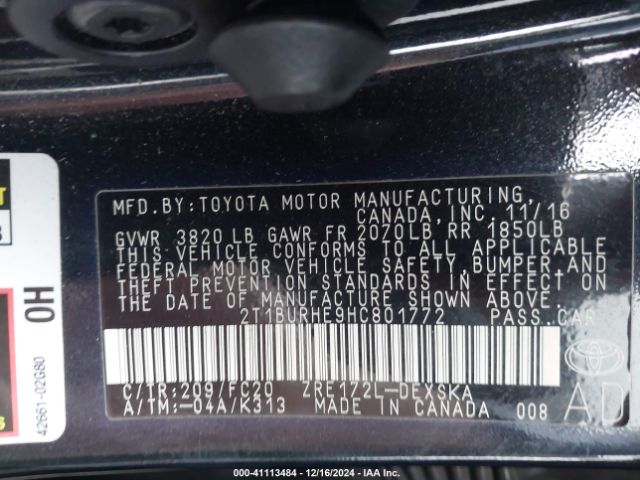 MFD. BY: TOYOTA MOTOR MANUFACTURING,
CANADA, INC. 11/16
GVWR 3820 LB GAWR FR 2070LB RR 1850LB
THIS VEHICLE CONFORMS TO ALL APPLICABLE
FEDERAL MOTOR VEHICLE SAFETY, BUMPER, AND
THEFT PREVENTION STANDARDS IN EFFECT ON
THE DATE OF MANUFACTURE SHOWN ABOVE.
2T1BURHE9HC801772 PASS.CAR
C/TR:209/FC20 ZRE172L-DEXSKA
A/TM:-04A/K313 MADE IN CANADA 008
AD
H0
42661-02G80
000-41113484 • 12/16/2024 • IAA Inc.